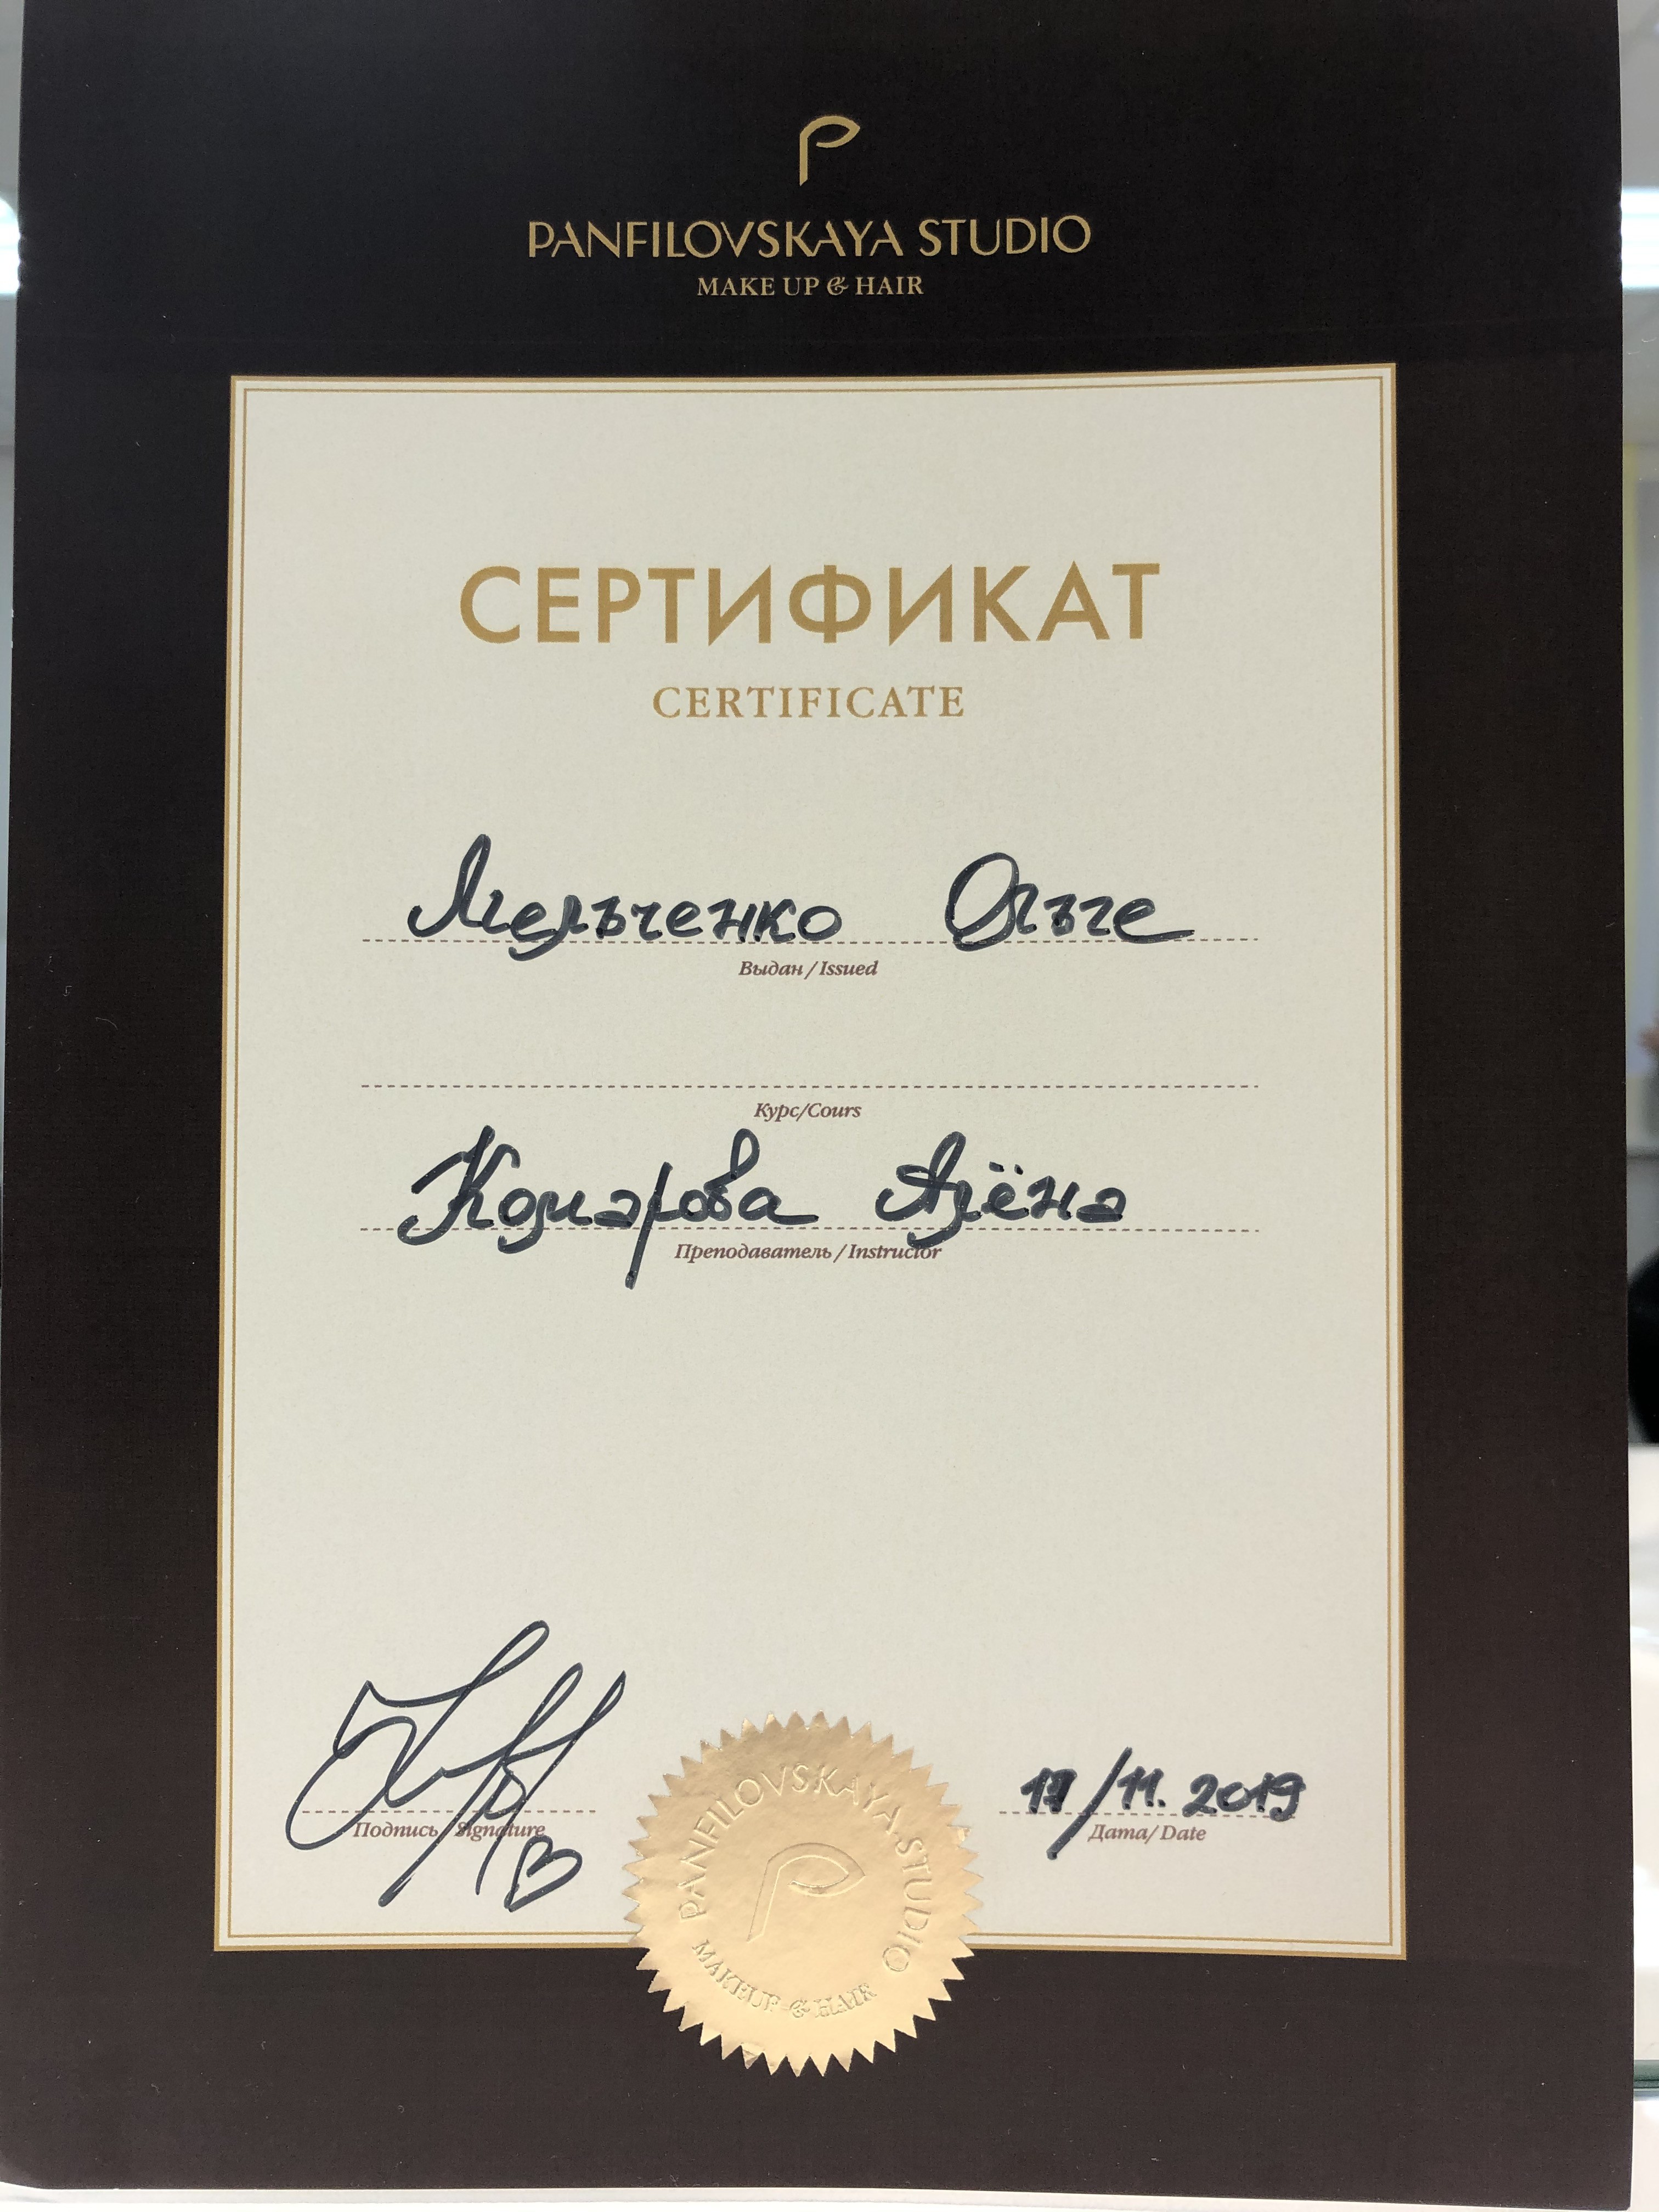 P
PANFILOVSKAYA STUDIO
MAKE UP & HAIR
СЕРТИФИКАТ
CERTIFICATE
Мельченко Ольге
Выдан / Issued
Курс/Cours
Комарова Алёна
Преподаватель / Instructor
Подпись / Signature
17/11.2019
Дата/ Date
PANFILOVSKAYA STUDIO
P
MAKEUP & HAIR